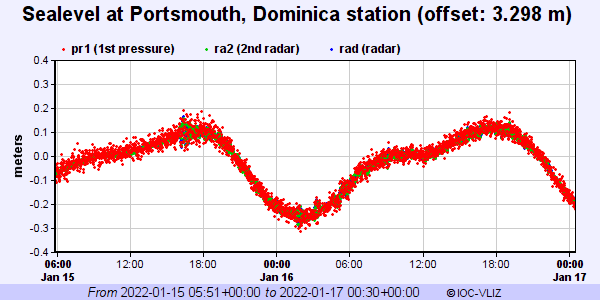 Sealevel at Portsmouth, Dominica station (offset: 3.298 m)
pr1 (1st pressure) ra2 (2nd radar) rad (radar)
0.4
0.3
0.2
0.1
0.0
-0.1
-0.2
-0.3
-0.4
meters
06:00 12:00 18:00 00:00 06:00 12:00 18:00 00:00
Jan 15 Jan 16 Jan 17
From 2022-01-15 05:51+00:00 to 2022-01-17 00:30+00:00 © IOC-VLIZ